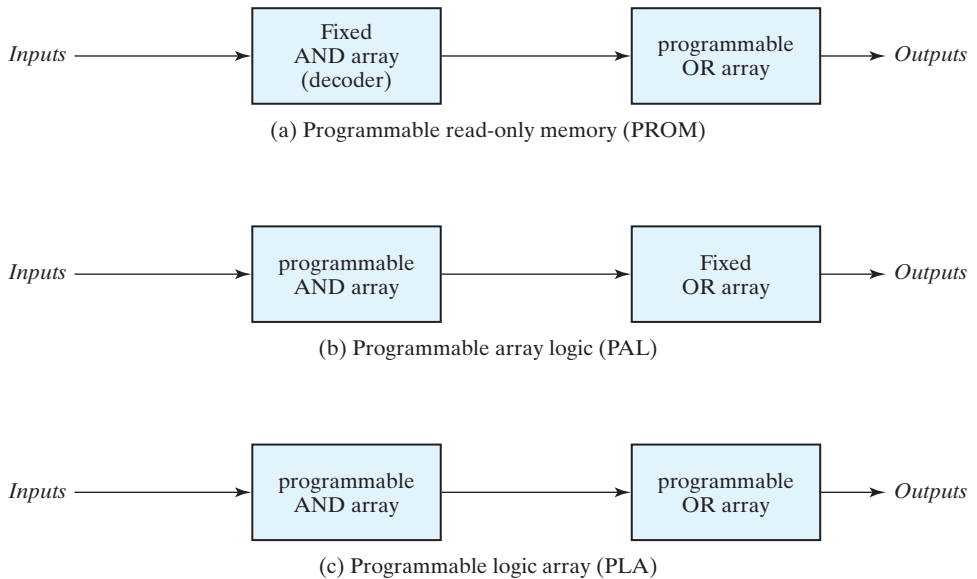 Inputs
Fixed
AND array
(decoder)
programmable
OR array
Outputs
(a) Programmable read-only memory (PROM)
Inputs
programmable
AND array
Fixed
OR array
Outputs
(b) Programmable array logic (PAL)
Inputs
programmable
AND array
programmable
OR array
Outputs
(c) Programmable logic array (PLA)